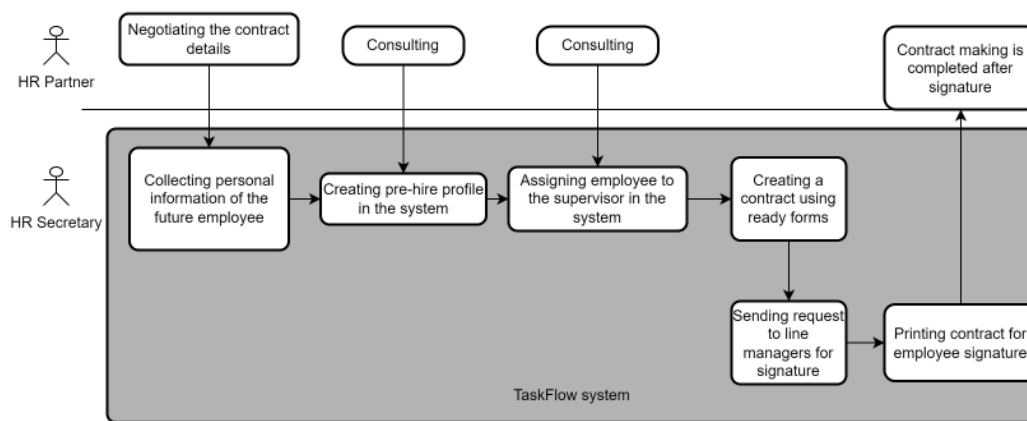 Negotiating the contract
details
Consulting
Consulting
Contract making is
completed after
signature
HR Partner
Collecting personal
information of the
future employee
Creating pre-hire profile
in the system
Assigning employee to
the supervisor in the
system
Creating a
contract using
ready forms
HR Secretary
Sending request
to line
managers for
signature
Printing contract for
employee signature
TaskFlow system